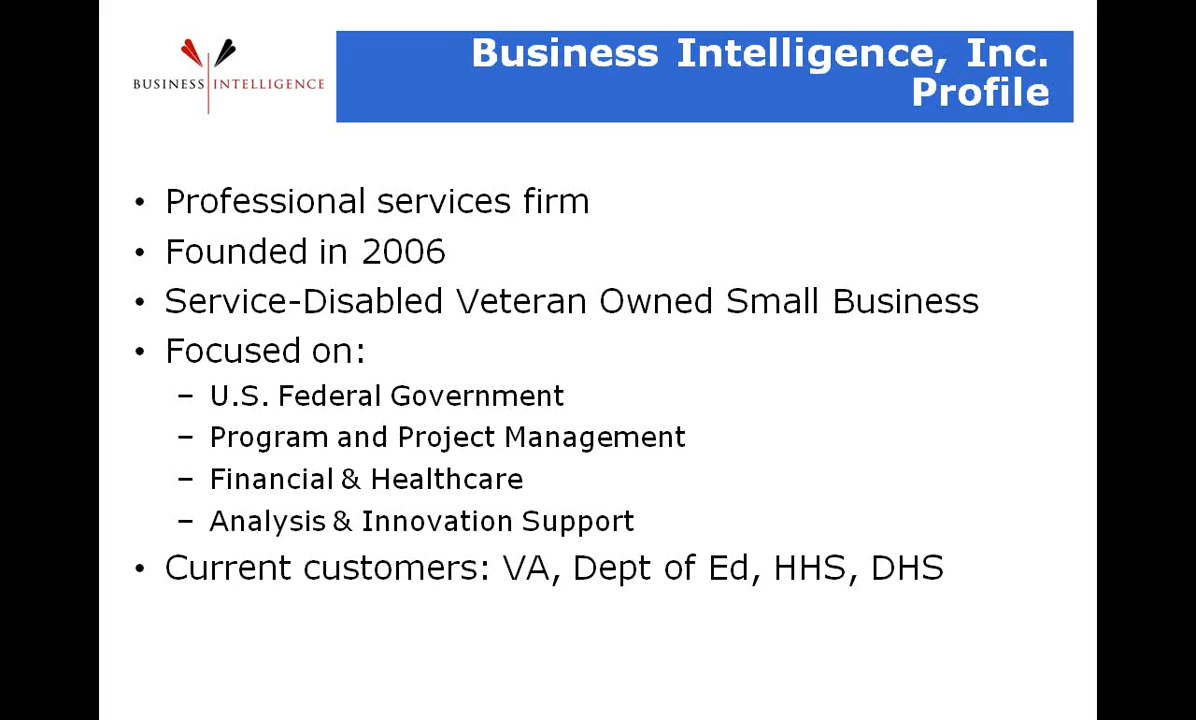 BUSINESS INTELLIGENCE
Business Intelligence, Inc.
Profile
• Professional services firm
• Founded in 2006
• Service-Disabled Veteran Owned Small Business
• Focused on:
– U.S. Federal Government
– Program and Project Management
– Financial & Healthcare
– Analysis & Innovation Support
• Current customers: VA, Dept of Ed, HHS, DHS